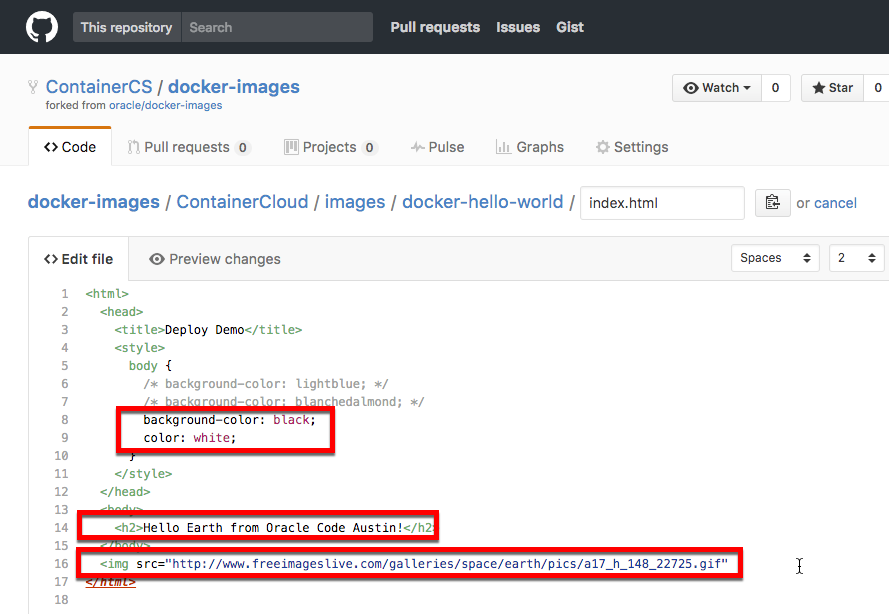 This repository Search Pull requests Issues Gist
ContainerCS / docker-images Watch 0 Star 0
forked from oracle/docker-images
<> Code Pull requests 0 Projects 0 Pulse Graphs Settings
docker-images / ContainerCloud / images / docker-hello-world / index.html or cancel
<> Edit file Preview changes Spaces 2
1 <html>
2 <head>
3 <title>Deploy Demo</title>
4 <style>
5 body {
6 /* background-color: lightblue; */
7 /* background-color: blanchedalmond; */
8 background-color: black;
9 color: white;
10 }
11 </style>
12 </head>
13 <body>
14 <h2>Hello Earth from Oracle Code Austin!</h2
15 </body>
16 <img src="http://www.freeimageslive.com/galleries/space/earth/pics/a17_h_148_22725.gif"
17 </html>
18